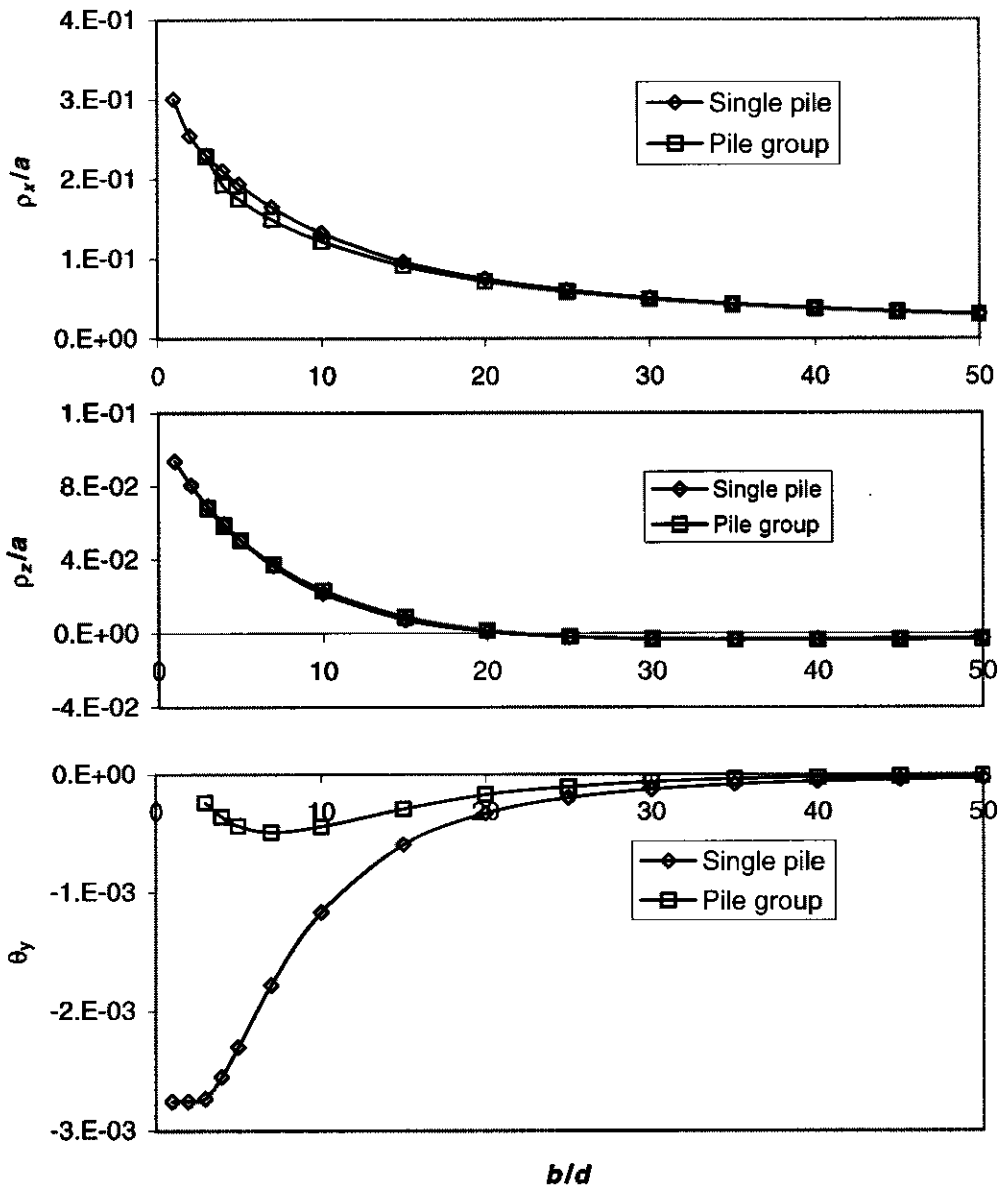 4.E-01
3.E-01
2.E-01
1.E-01
0.E+00
ρx/a
Single pile
Pile group
0 10 20 30 40 50
1.E-01
8.E-02
4.E-02
0.E+00
-4.E-02
ρz/a
Single pile
Pile group
0 10 20 30 40 50
0.E+00
-1.E-03
-2.E-03
-3.E-03
θy
0 10 20 30 40 50
Single pile
Pile group
b/d